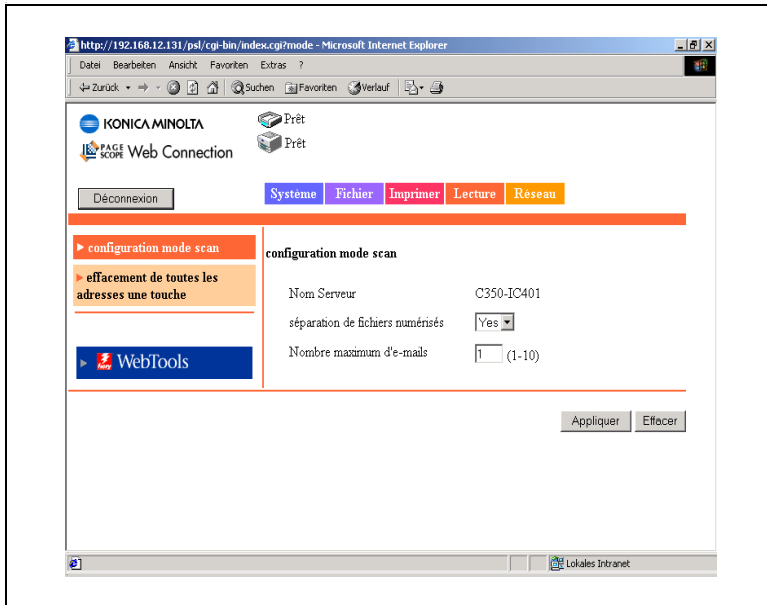 http://192.168.12.131/psl/cgi-bin/index.cgi?mode - Microsoft Internet Explorer
Datei Bearbeiten Ansicht Favoriten Extras ?
Zurück Suchen Favoriten Verlauf
KONICA MINOLTA
PAGE SCOPE Web Connection
Prêt
Prêt
Déconnexion
Système Fichier Imprimer Lecture Réseau
configuration mode scan
effacement de toutes les
adresses une touche
fiery WebTools
configuration mode scan
Nom Serveur C350-IC401
séparation de fichiers numérisés Yes
Nombre maximum d'e-mails 1 (1-10)
Appliquer Effacer
Lokales Intranet